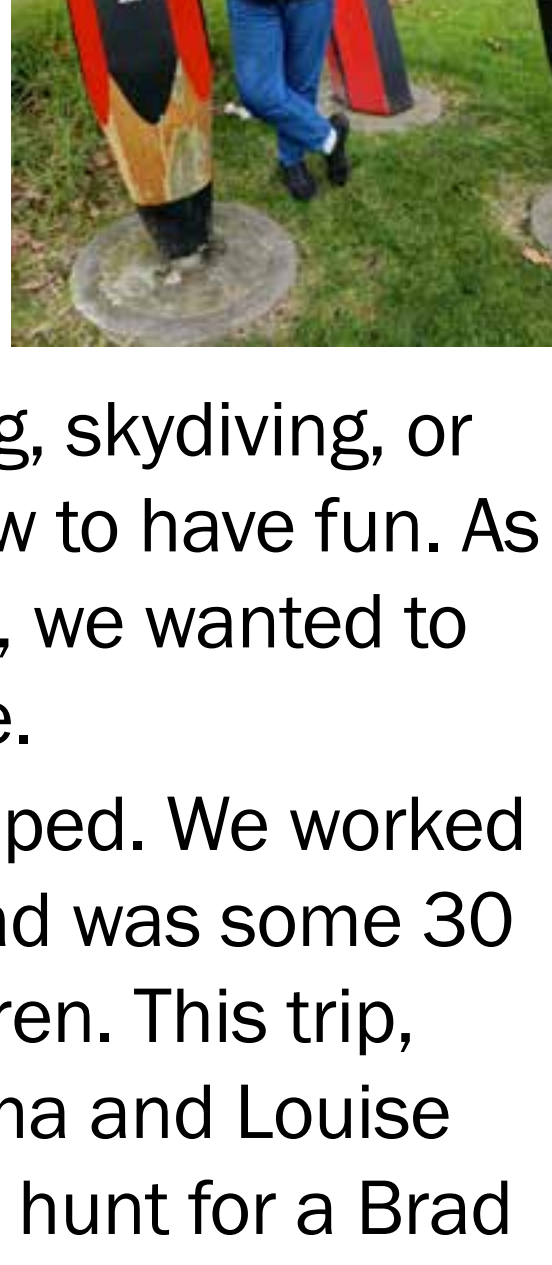 g, skydiving, or
w to have fun. As
, we wanted to
e.
ped. We worked
nd was some 30
ren. This trip,
ma and Louise
hunt for a Brad